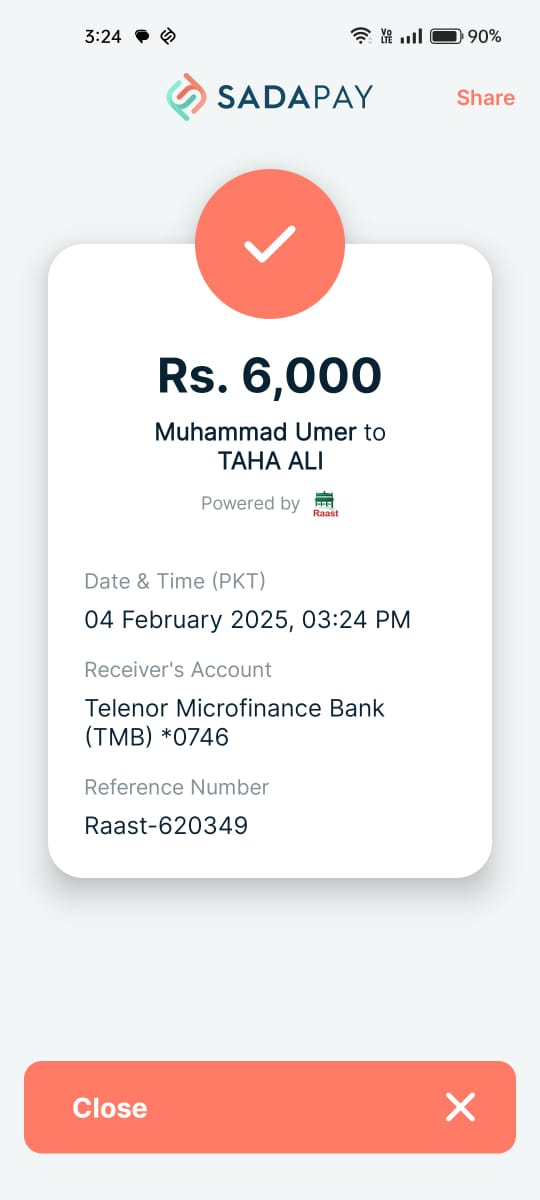 3:24 Vo LTE 90%
SADAPAY Share
Rs. 6,000
Muhammad Umer to
TAHA ALI
Powered by Raast
Date & Time (PKT)
04 February 2025, 03:24 PM
Receiver's Account
Telenor Microfinance Bank
(TMB) *0746
Reference Number
Raast-620349
Close